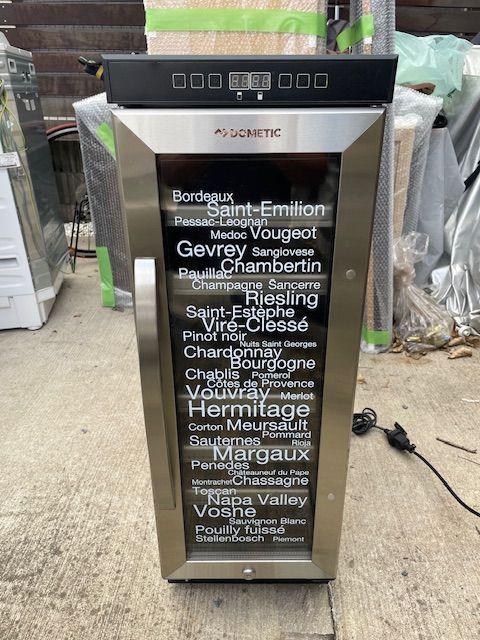 88 88
DOMETIC
Bordeaux
Saint-Emilion
Pessac-Leognan
Medoc Vougeot
Gevrey Sangiovese
Pauillac Chambertin
Champagne Sancerre
Riesling
Saint-Estèphe
Viré-Clessé
Pinot noir
Nuits Saint Georges
Chardonnay
Bourgogne
Chablis Pomerol
Côtes de Provence
Vouvray Merlot
Hermitage
Corton Meursault
Sauternes Pommard
Rioja
Margaux
Penedes
Châteauneuf du Pape
Montrachet Chassagne
Toscan
Napa Valley
Vosne
Sauvignon Blanc
Pouilly fuissé
Stellenbosch Piemont